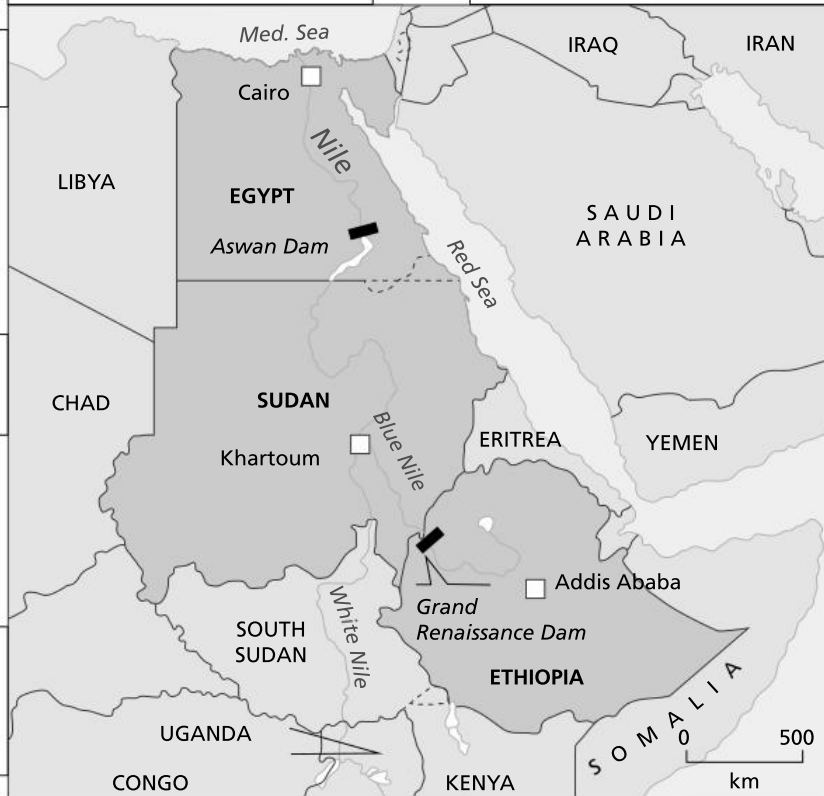 Med. Sea
IRAQ
IRAN
Cairo
Nile
LIBYA
EGYPT
SAUDI
ARABIA
Aswan Dam
Red Sea
CHAD
SUDAN
Blue Nile
ERITREA
YEMEN
Khartoum
Addis Ababa
Grand
Renaissance Dam
White Nile
SOUTH
SUDAN
ETHIOPIA
SOMALIA
UGANDA
0 500
km
CONGO
KENYA